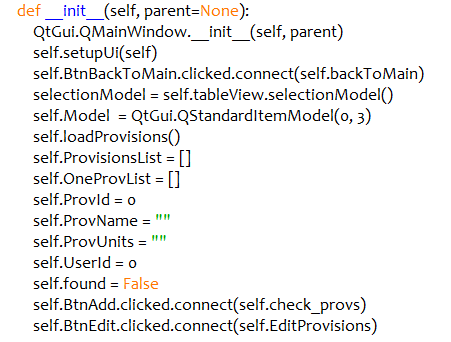 def __init__(self, parent=None):
QtGui.QMainWindow.__init__(self, parent)
self.setupUi(self)
self.BtnBackToMain.clicked.connect(self.backToMain)
selectionModel = self.tableView.selectionModel()
self.Model  = QtGui.QStandardItemModel(0, 3)
self.loadProvisions()
self.ProvisionsList = []
self.OneProvList = []
self.ProvId = 0
self.ProvName = ""
self.ProvUnits = ""
self.UserId = 0
self.found = False
self.BtnAdd.clicked.connect(self.check_provs)
self.BtnEdit.clicked.connect(self.EditProvisions)